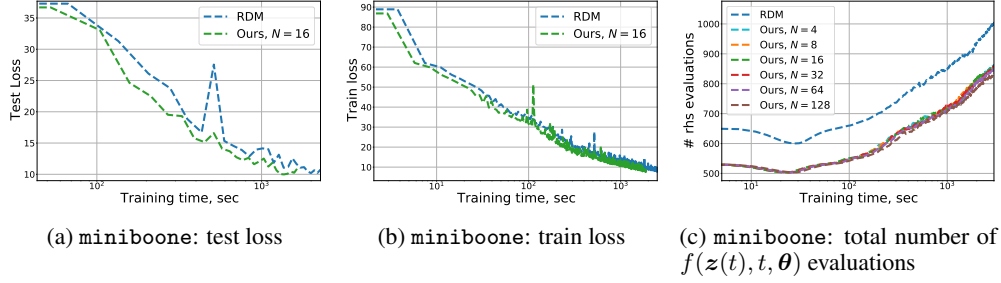 Test Loss
35
30
25
20
15
10
10²
10³
Training time, sec
RDM
Ours, N = 16
(a) miniboone: test loss
Train loss
90
80
70
60
50
40
30
20
10
10¹
10²
10³
Training time, sec
RDM
Ours, N = 16
(b) miniboone: train loss
# rhs evaluations
1000
900
800
700
600
500
10¹
10²
10³
Training time, sec
RDM
Ours, N = 4
Ours, N = 8
Ours, N = 16
Ours, N = 32
Ours, N = 64
Ours, N = 128
(c) miniboone: total number of
f(z(t), t, θ) evaluations